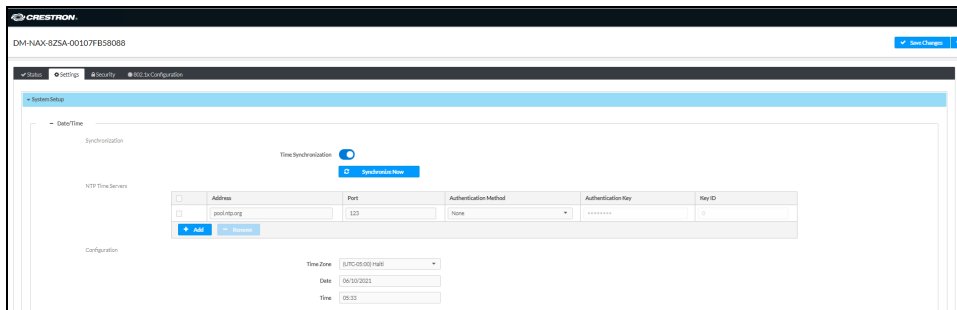 CRESTRON
DM-NAX-8ZSA-00107FB58088
Save Changes
Status Settings Security 802.1x Configuration
System Setup
Date/Time
Synchronization
Time Synchronization
Synchronize Now
NTP Time Servers
Address Port Authentication Method Authentication Key Key ID
pool.ntp.org 123 None ******** 0
+ Add − Remove
Configuration
Time Zone (UTC-05:00) Haiti
Date 06/10/2021
Time 05:33